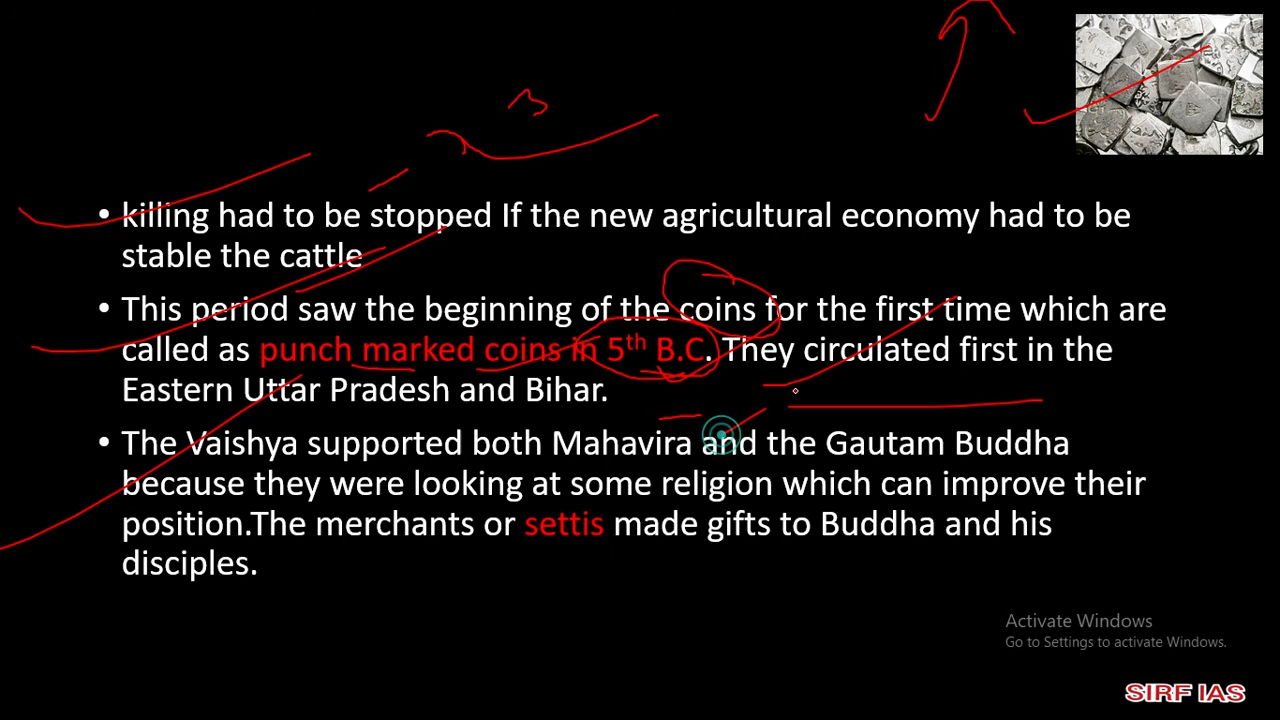 • killing had to be stopped If the new agricultural economy had to be
stable the cattle
• This period saw the beginning of the coins for the first time which are
called as punch marked coins in 5th B.C. They circulated first in the
Eastern Uttar Pradesh and Bihar.
• The Vaishya supported both Mahavira and the Gautam Buddha
because they were looking at some religion which can improve their
position.The merchants or settis made gifts to Buddha and his
disciples.
Activate Windows
Go to Settings to activate Windows.
SIRF IAS